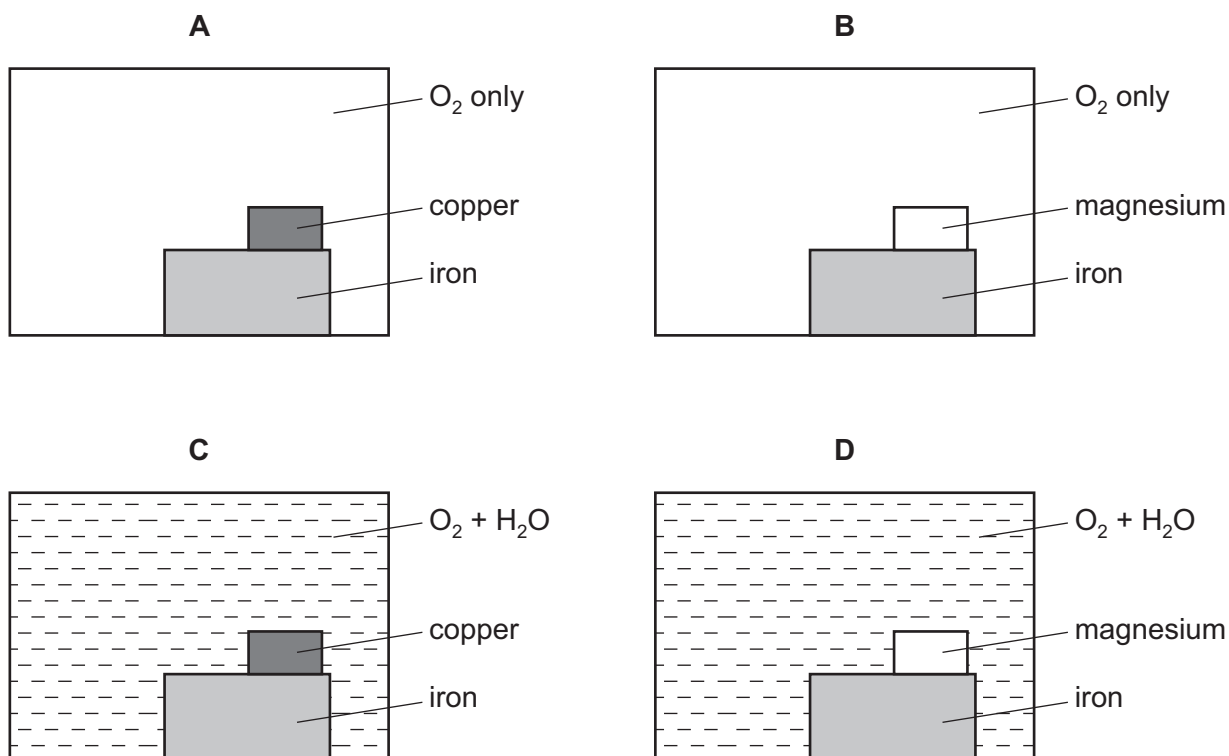 A
O₂ only
copper
iron
B
O₂ only
magnesium
iron
C
O₂ + H₂O
copper
iron
D
O₂ + H₂O
magnesium
iron